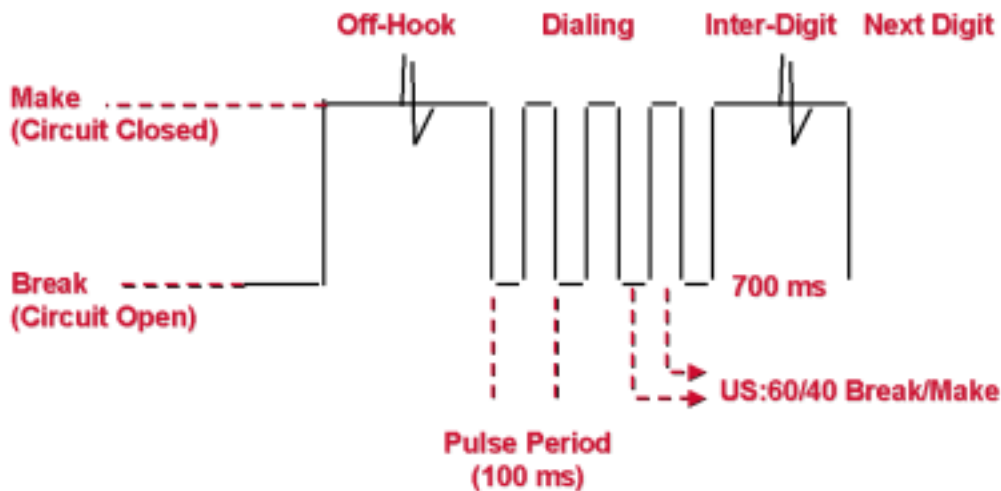 Off-Hook Dialing Inter-Digit Next Digit
Make
(Circuit Closed)
Break
(Circuit Open)
700 ms
US:60/40 Break/Make
Pulse Period
(100 ms)